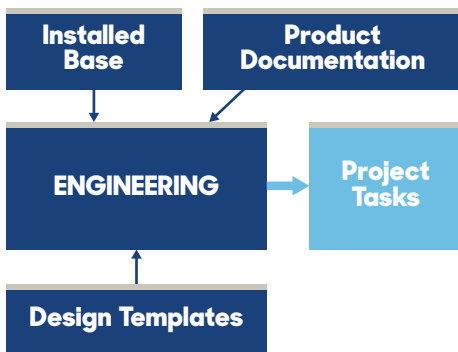 Installed
Base
Product
Documentation
ENGINEERING
Project
Tasks
Design Templates